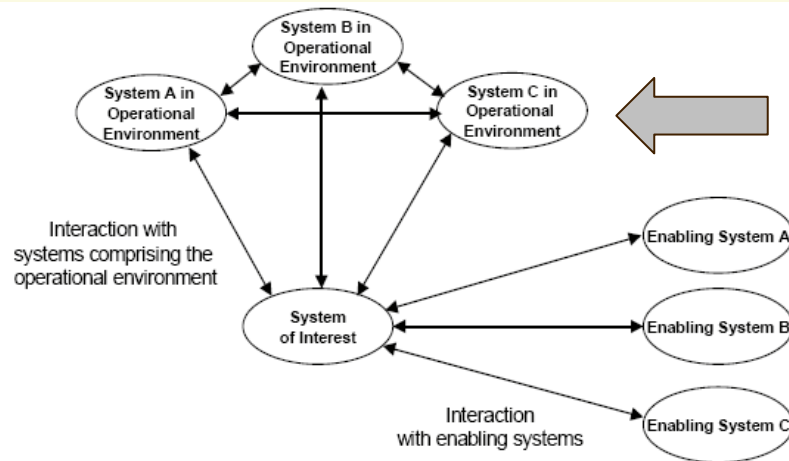 System B in
Operational
Environment
System A in
Operational
Environment
System C in
Operational
Environment
Interaction with
systems comprising the
operational environment
Enabling System A
System
of Interest
Enabling System B
Interaction
with enabling systems
Enabling System C